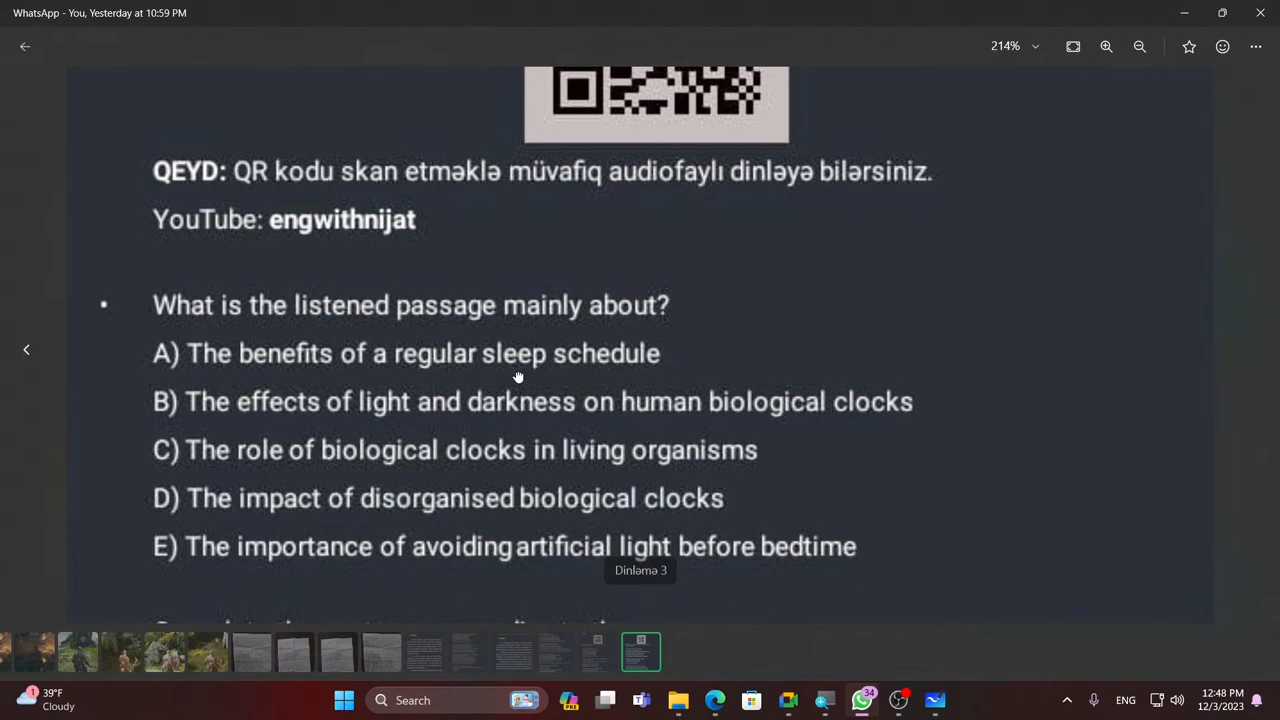 WhatsApp - You, Yesterday at 10:59 PM
214%
QEYD: QR kodu skan etməklə müvafiq audiofaylı dinləyə bilərsiniz.
YouTube: engwithnijat
• What is the listened passage mainly about?
A) The benefits of a regular sleep schedule
B) The effects of light and darkness on human biological clocks
C) The role of biological clocks in living organisms
D) The impact of disorganised biological clocks
E) The importance of avoiding artificial light before bedtime
Dinləmə 3
1
39°F
Cloudy
Search
PRE
34
ENG
12:48 PM
12/3/2023